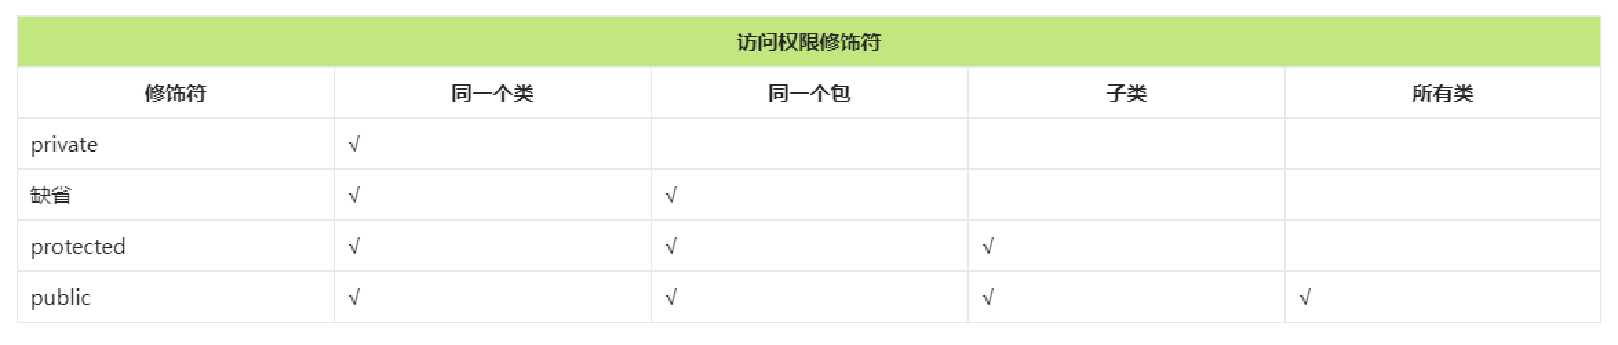 访问权限修饰符
修饰符 同一个类 同一个包 子类 所有类
private √
缺省 √ √
protected √ √ √
public √ √ √ √